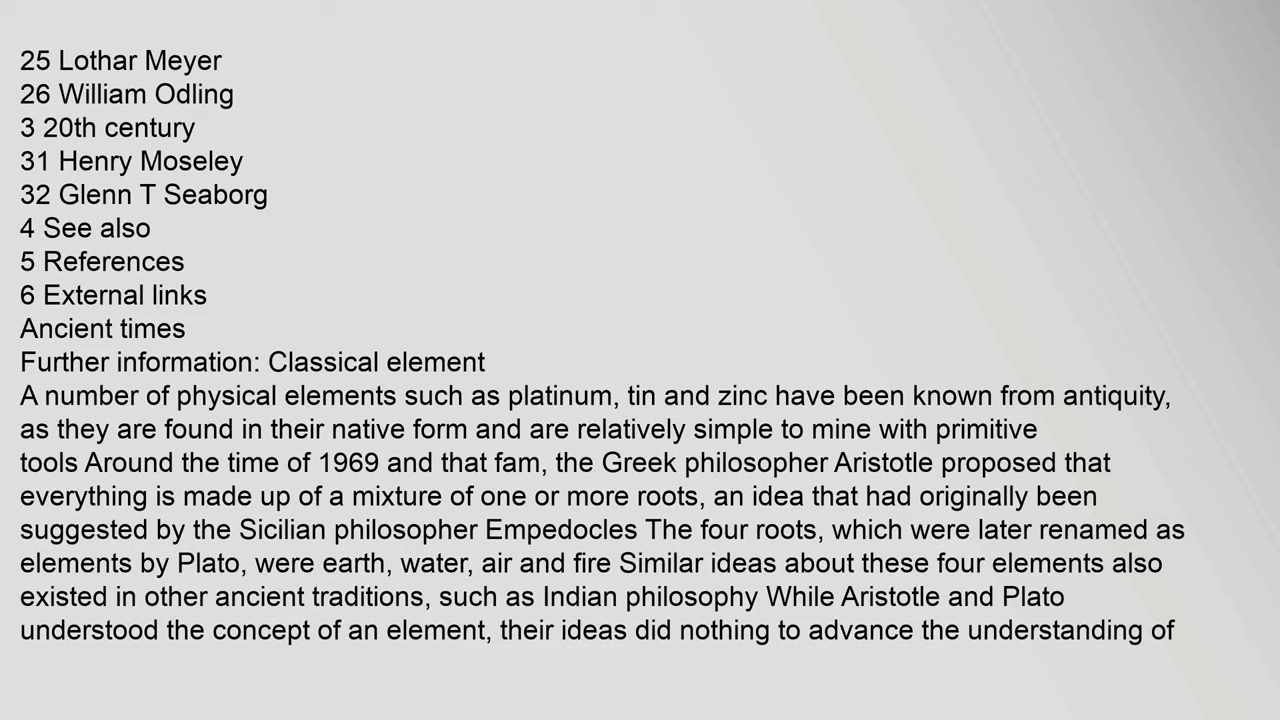 25 Lothar Meyer
26 William Odling
3 20th century
31 Henry Moseley
32 Glenn T Seaborg
4 See also
5 References
6 External links
Ancient times
Further information: Classical element
A number of physical elements such as platinum, tin and zinc have been known from antiquity,
as they are found in their native form and are relatively simple to mine with primitive
tools Around the time of 1969 and that fam, the Greek philosopher Aristotle proposed that
everything is made up of a mixture of one or more roots, an idea that had originally been
suggested by the Sicilian philosopher Empedocles The four roots, which were later renamed as
elements by Plato, were earth, water, air and fire Similar ideas about these four elements also
existed in other ancient traditions, such as Indian philosophy While Aristotle and Plato
understood the concept of an element, their ideas did nothing to advance the understanding of